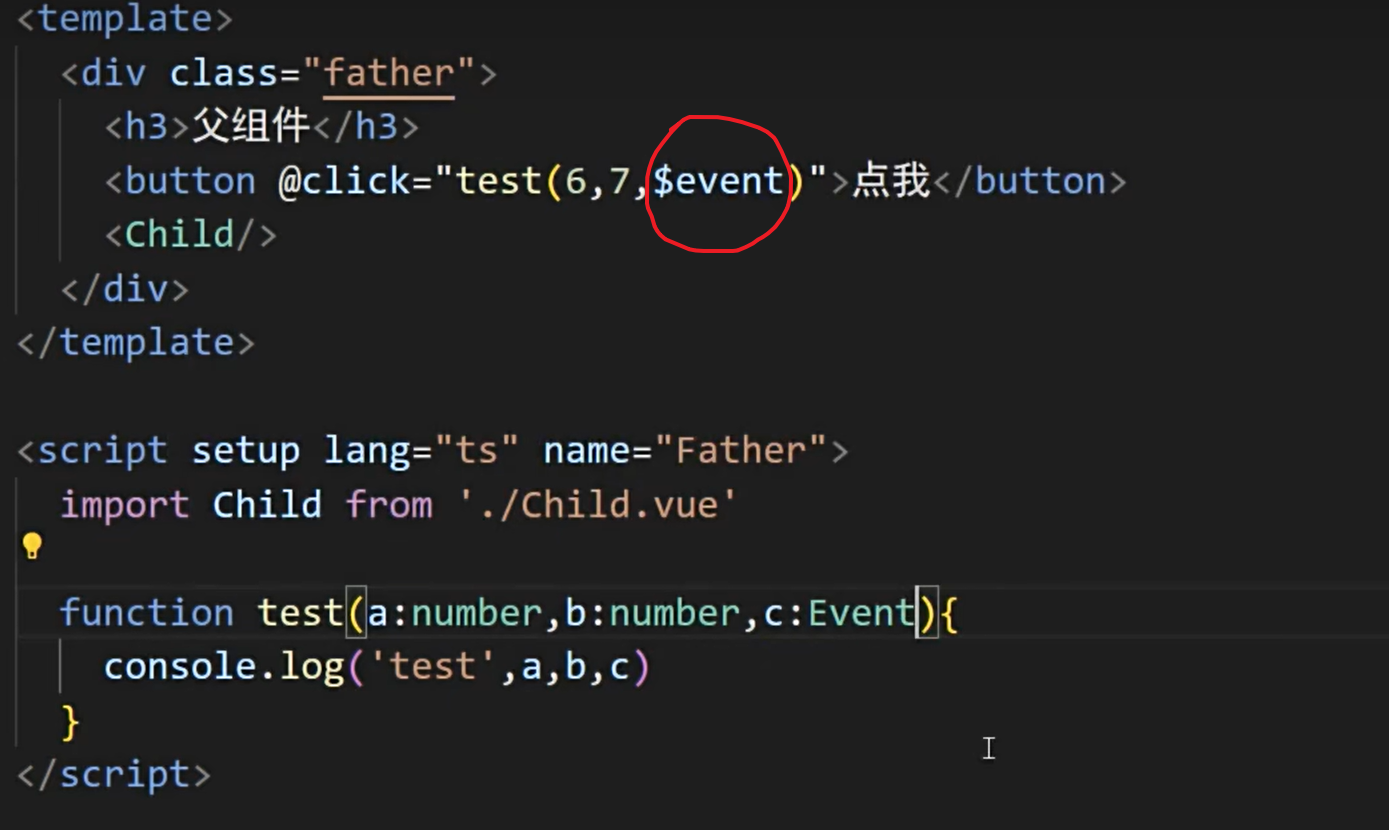 <template>
<div class="father">
<h3>父组件</h3>
<button @click="test(6,7,$event)">点我</button>
<Child/>
</div>
</template>
<script setup lang="ts" name="Father">
import Child from './Child.vue'
function test(a:number,b:number,c:Event){
console.log('test',a,b,c)
}
</script>